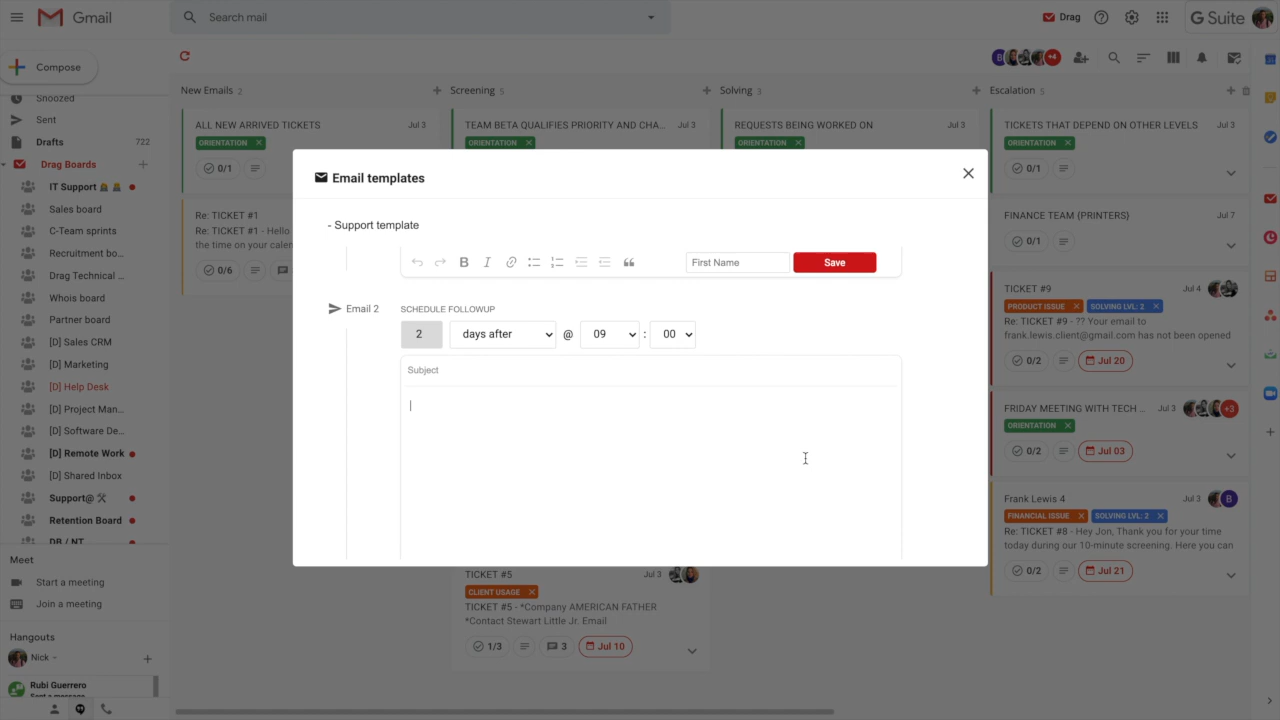 Gmail
Search mail
Drag
G Suite
Compose
Snoozed
Sent
Drafts 722
Drag Boards
IT Support
Sales board
C-Team sprints
Recruitment bo...
Drag Technical ...
Whois board
Partner board
[D] Sales CRM
[D] Marketing
[D] Help Desk
[D] Project Man...
[D] Software De...
[D] Remote Work
[D] Shared Inbox
Support@
Retention Board
DB / NT
Meet
Start a meeting
Join a meeting
Hangouts
Nick
Rubi Guerrero
Sent a message
B
+4
New Emails 2
ALL NEW ARRIVED TICKETS Jul 3
ORIENTATION
0/1
Re: TICKET #1
Re: TICKET #1 - Hello
the time on your calen
0/6
Screening 5
TEAM BETA QUALIFIES PRIORITY AND CHA... Jul 3
ORIENTATION
Solving 3
REQUESTS BEING WORKED ON Jul 3
ORIENTATION
Escalation 5
TICKETS THAT DEPEND ON OTHER LEVELS Jul 3
ORIENTATION
0/1
FINANCE TEAM {PRINTERS} Jul 7
0/1
TICKET #9 Jul 4
PRODUCT ISSUE SOLVING LVL: 2
Re: TICKET #9 - ?? Your email to
frank.lewis.client@gmail.com has not been opened
0/2 Jul 20
FRIDAY MEETING WITH TECH ... Jul 3 +3
ORIENTATION
0/2 Jul 03
Frank Lewis 4 Jul 3 B
FINANCIAL ISSUE SOLVING LVL: 2
Re: TICKET #8 - Hey Jon, Thank you for your time
today during our 10-minute screening. Here you can
0/2 Jul 21
Email templates
- Support template
B I First Name Save
Email 2 SCHEDULE FOLLOWUP
2 days after @ 09 : 00
Subject
TICKET #5 Jul 3
CLIENT USAGE
TICKET #5 - *Company AMERICAN FATHER
*Contact Stewart Little Jr. Email
1/3 3 Jul 10